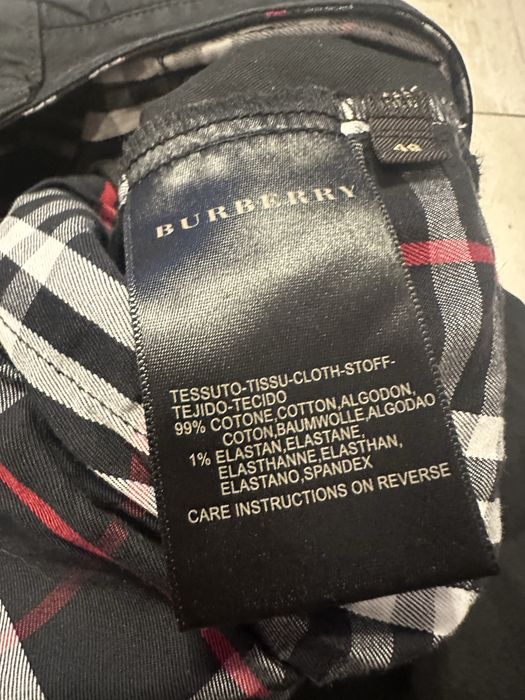 BURBERRY
48
TESSUTO-TISSU-CLOTH-STOFF-
TEJIDO-TECIDO
99% COTONE,COTTON,ALGODON,
COTON,BAUMWOLLE,ALGODAO
1% ELASTAN,ELASTANE,
ELASTHANNE,ELASTHAN,
ELASTANO,SPANDEX
CARE INSTRUCTIONS ON REVERSE